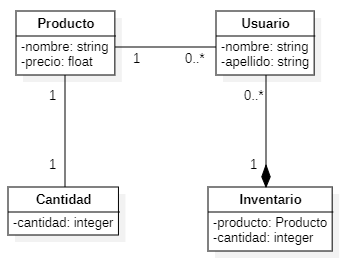 Producto
-nombre: string
-precio: float
Usuario
-nombre: string
-apellido: string
1
0..*
1
0..*
1
1
Cantidad
-cantidad: integer
Inventario
-producto: Producto
-cantidad: integer